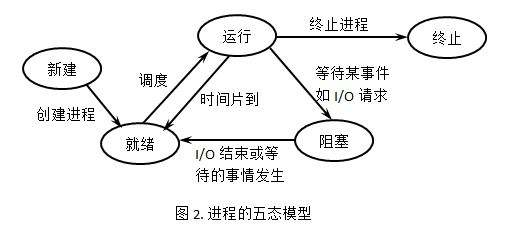 运行
终止进程
终止
新建
调度
等待某事件
如 I/O 请求
时间片到
创建进程
就绪
阻塞
I/O 结束或等
待的事情发生
图 2. 进程的五态模型